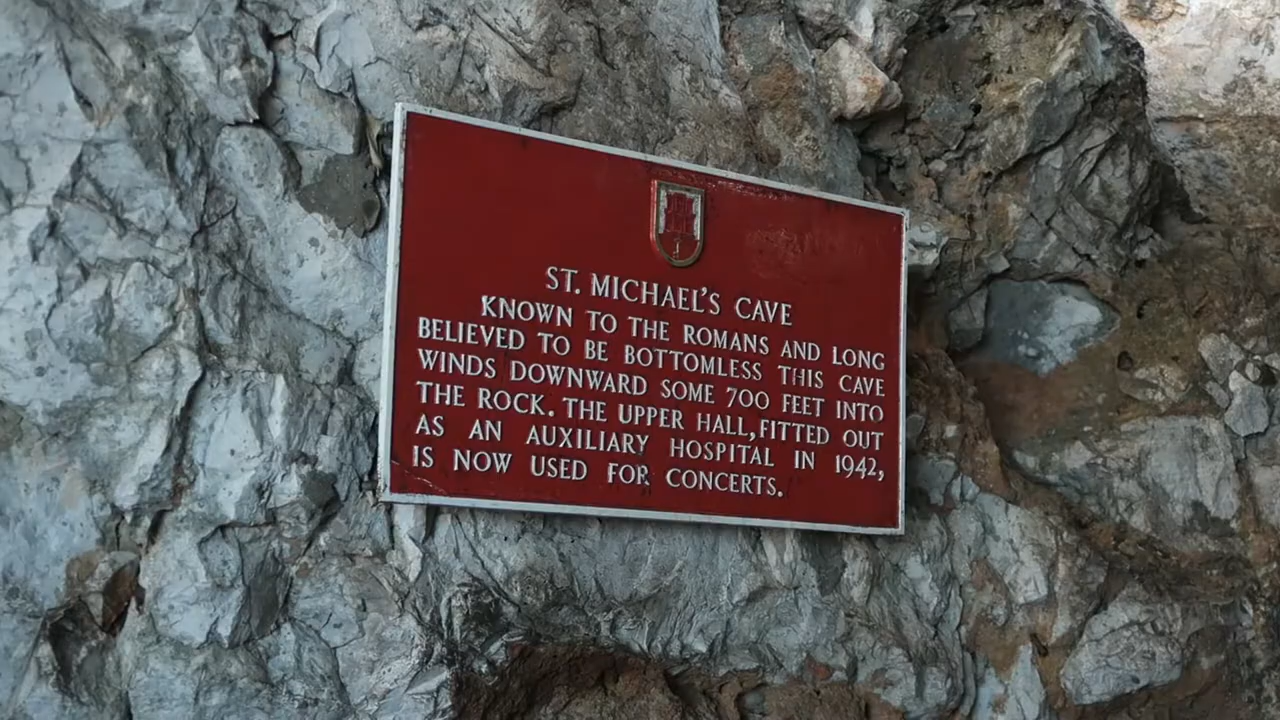 ST. MICHAEL'S CAVE
KNOWN TO THE ROMANS AND LONG
BELIEVED TO BE BOTTOMLESS THIS CAVE
WINDS DOWNWARD SOME 700 FEET INTO
THE ROCK. THE UPPER HALL, FITTED OUT
AS AN AUXILIARY HOSPITAL IN 1942,
IS NOW USED FOR CONCERTS.